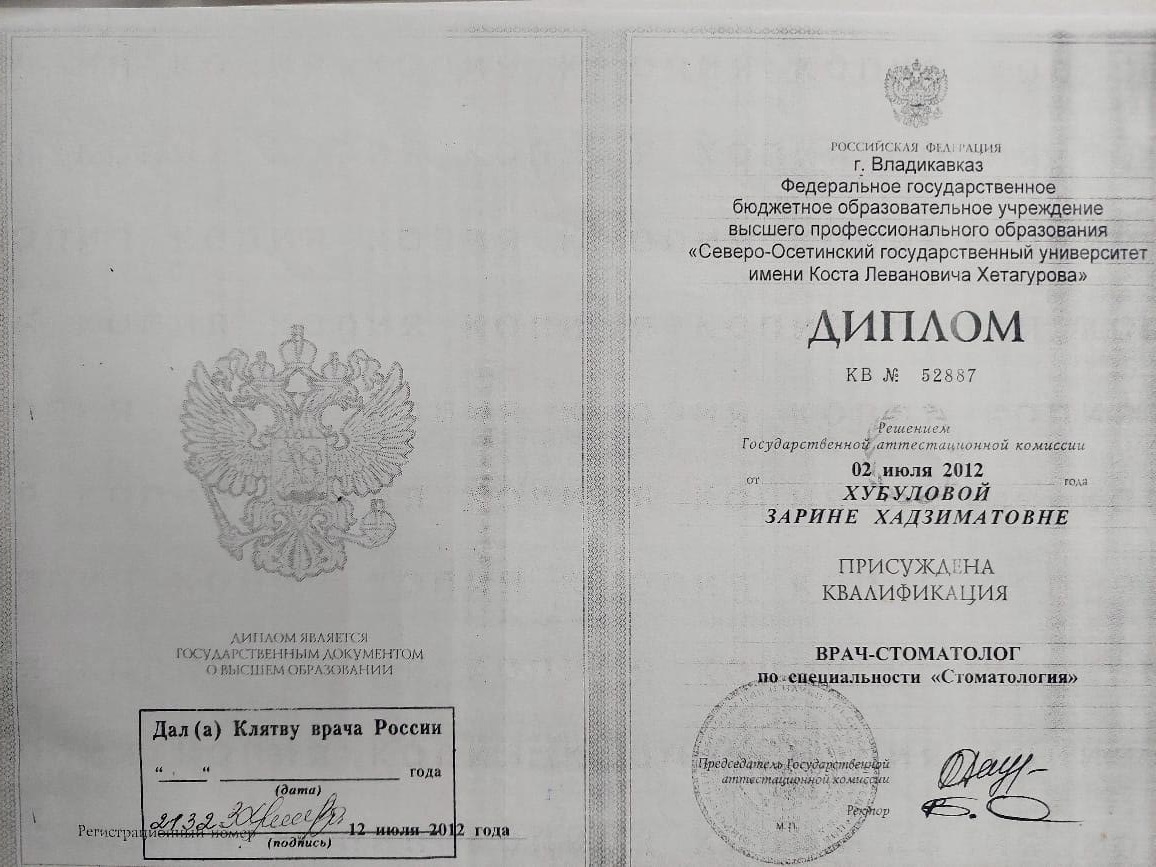 ДИПЛОМ ЯВЛЯЕТСЯ
ГОСУДАРСТВЕННЫМ ДОКУМЕНТОМ
О ВЫСШЕМ ОБРАЗОВАНИИ
Дал(а) Клятву врача России
“ “ года
(дата)
Регистрационный номер 2132 12 июля 2012 года
(подпись)
РОССИЙСКАЯ ФЕДЕРАЦИЯ
г. Владикавказ
Федеральное государственное
бюджетное образовательное учреждение
высшего профессионального образования
«Северо-Осетинский государственный университет
имени Коста Левановича Хетагурова»
ДИПЛОМ
КВ № 52887
Решением
Государственной аттестационной комиссии
от 02 июля 2012 года
ХУБУЛОВОЙ
ЗАРИНЕ ХАДЗИМАТОВНЕ
ПРИСУЖДЕНА
КВАЛИФИКАЦИЯ
ВРАЧ-СТОМАТОЛОГ
по специальности «Стоматология»
Председатель Государственной
аттестационной комиссии
Ректор
М.П.